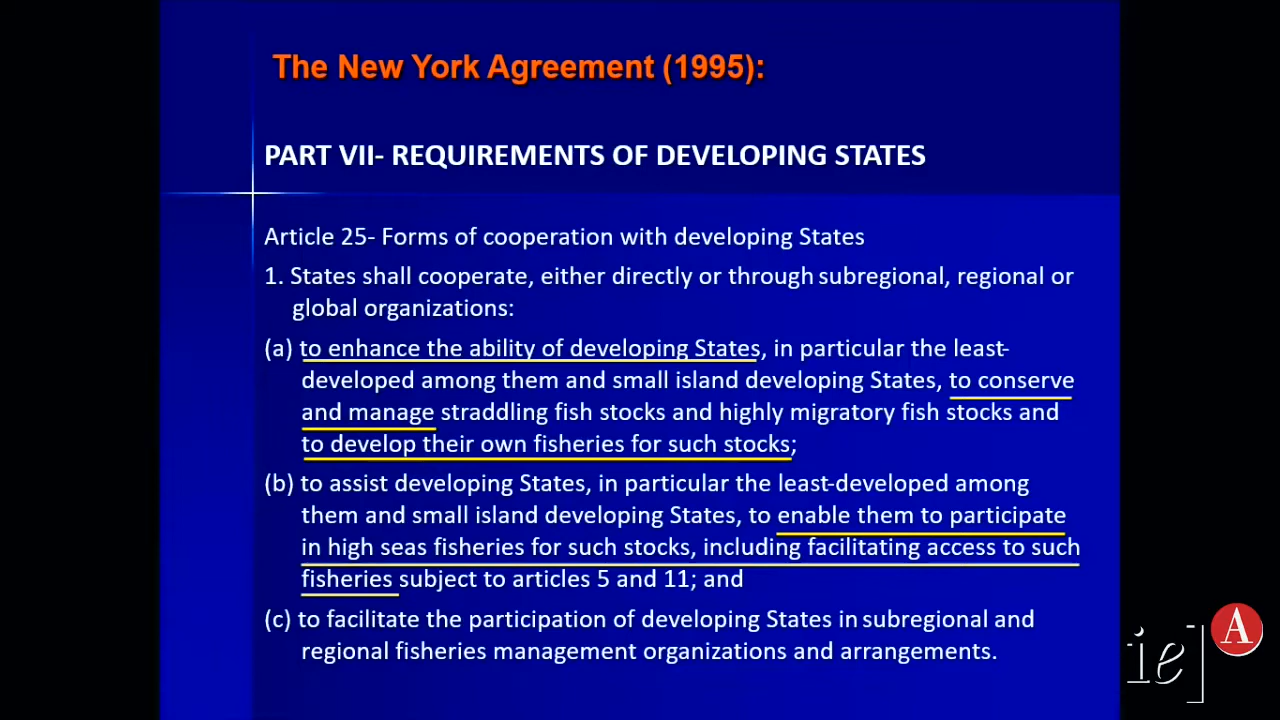 The New York Agreement (1995):
PART VII- REQUIREMENTS OF DEVELOPING STATES
Article 25- Forms of cooperation with developing States
1. States shall cooperate, either directly or through subregional, regional or
global organizations:
(a) to enhance the ability of developing States, in particular the least-
developed among them and small island developing States, to conserve
and manage straddling fish stocks and highly migratory fish stocks and
to develop their own fisheries for such stocks;
(b) to assist developing States, in particular the least-developed among
them and small island developing States, to enable them to participate
in high seas fisheries for such stocks, including facilitating access to such
fisheries subject to articles 5 and 11; and
(c) to facilitate the participation of developing States in subregional and
regional fisheries management organizations and arrangements.
ie]
A